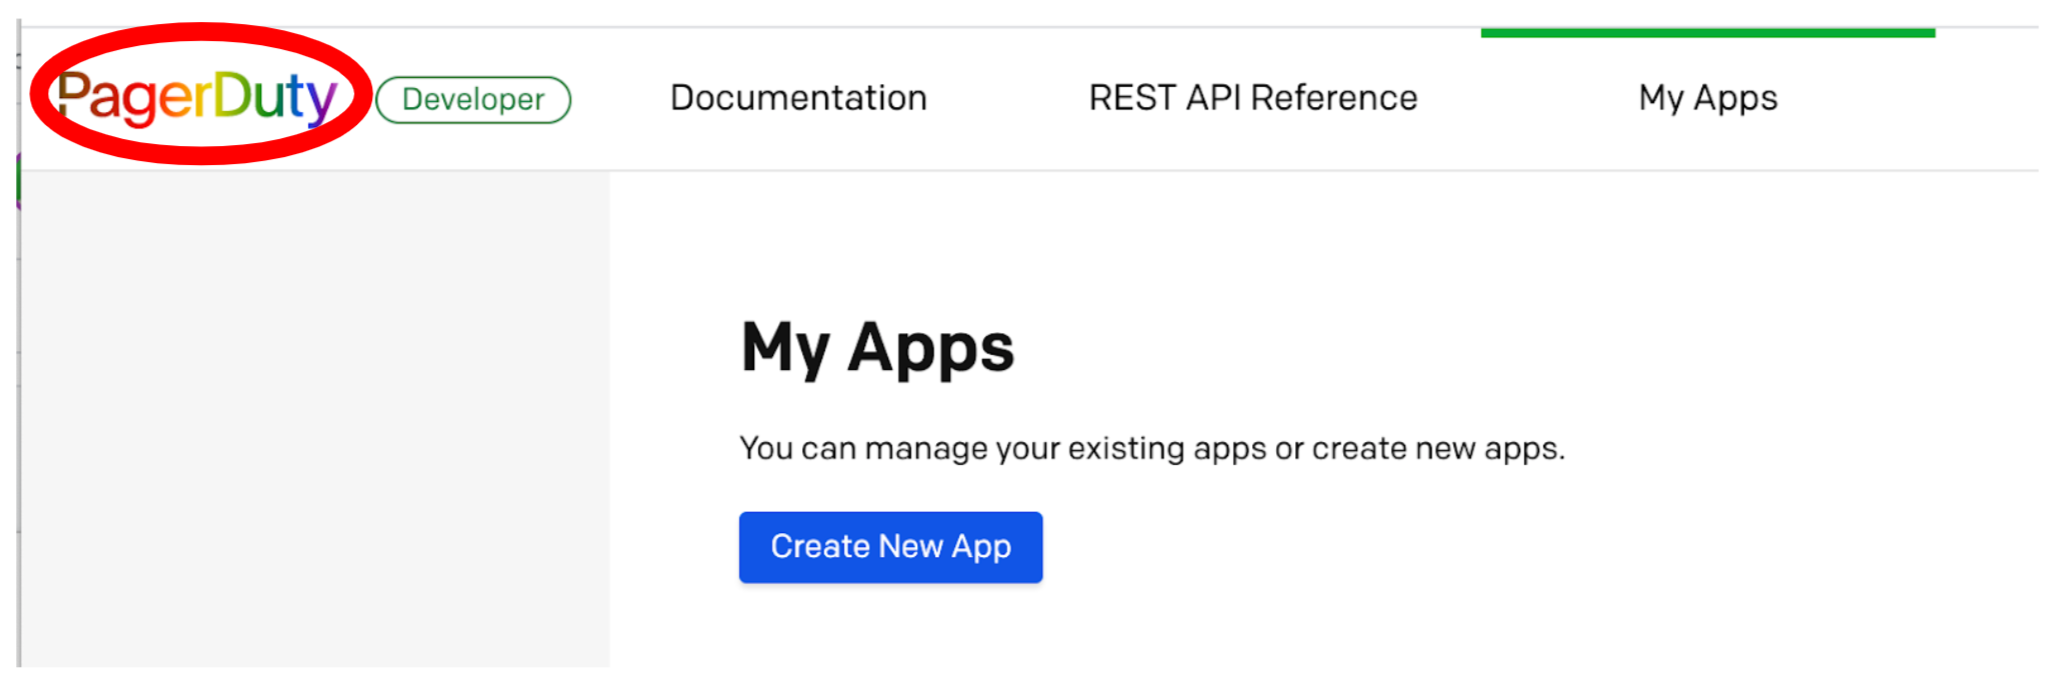 PagerDuty Developer Documentation REST API Reference My Apps
My Apps
You can manage your existing apps or create new apps.
Create New App